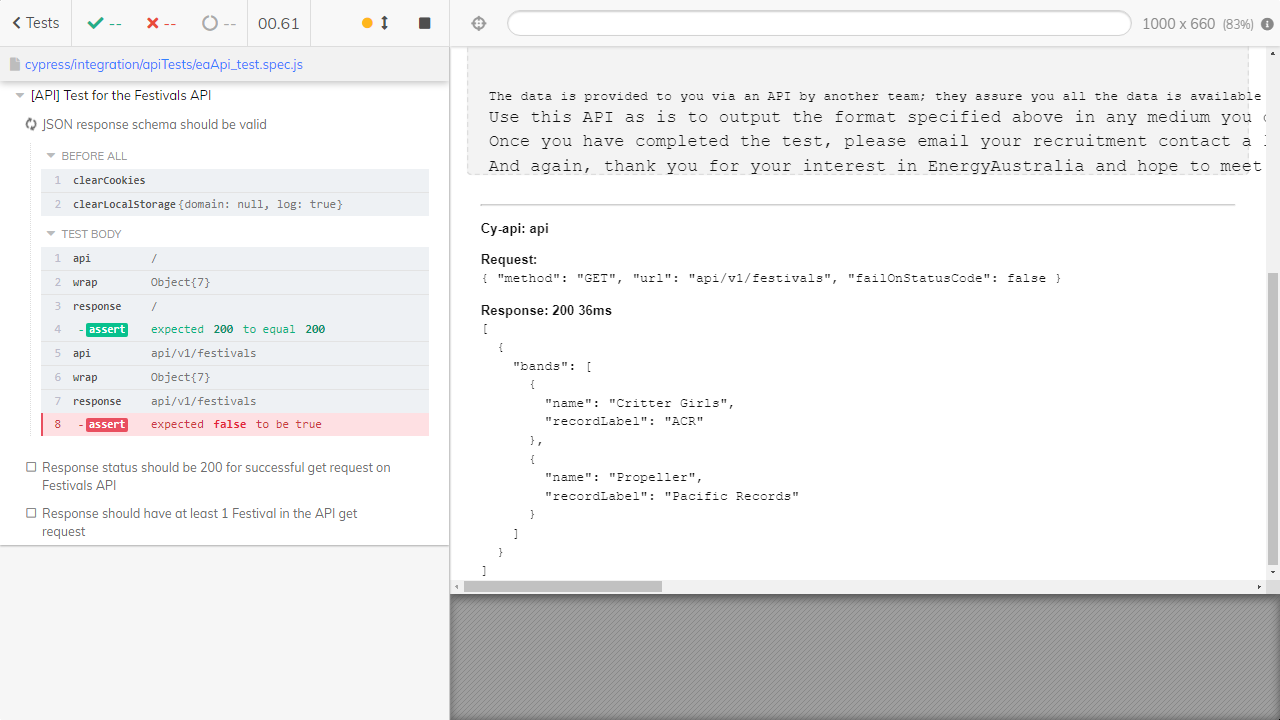 Tests
--
--
--
00.61
1000 x 660 (83%)
cypress/integration/apiTests/eaApi_test.spec.js
[API] Test for the Festivals API
JSON response schema should be valid
BEFORE ALL
1 clearCookies
2 clearLocalStorage {domain: null, log: true}
TEST BODY
1 api /
2 wrap Object{7}
3 response /
4 - assert expected 200 to equal 200
5 api api/v1/festivals
6 wrap Object{7}
7 response api/v1/festivals
8 - assert expected false to be true
Response status should be 200 for successful get request on
Festivals API
Response should have at least 1 Festival in the API get
request
The data is provided to you via an API by another team; they assure you all the data is available
Use this API as is to output the format specified above in any medium you
Once you have completed the test, please email your recruitment contact a
And again, thank you for your interest in EnergyAustralia and hope to meet
Cy-api: api
Request:
{ "method": "GET", "url": "api/v1/festivals", "failOnStatusCode": false }
Response: 200 36ms
[
{
"bands": [
{
"name": "Critter Girls",
"recordLabel": "ACR"
},
{
"name": "Propeller",
"recordLabel": "Pacific Records"
}
]
}
]